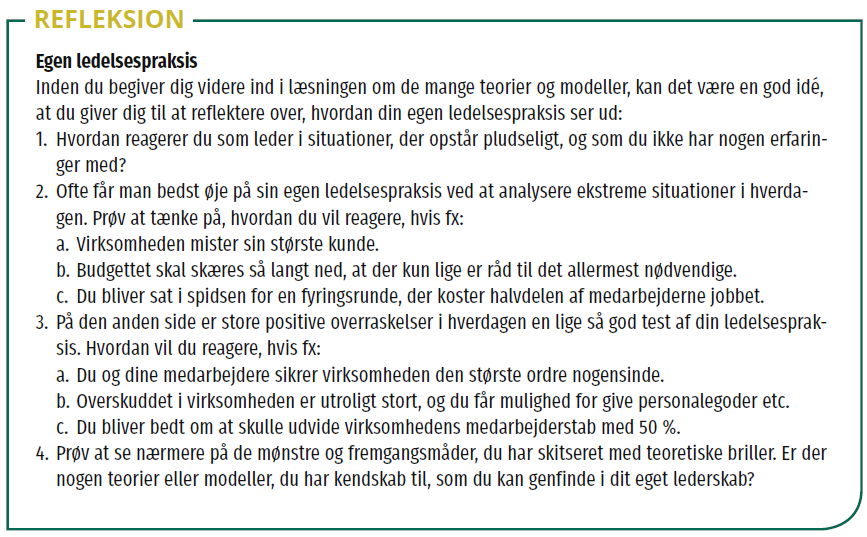 REFLEKSION
Egen ledelsespraksis
Inden du begiver dig videre ind i læsningen om de mange teorier og modeller, kan det være en god idé,
at du giver dig til at reflektere over, hvordan din egen ledelsespraksis ser ud:
1. Hvordan reagerer du som leder i situationer, der opstår pludseligt, og som du ikke har nogen erfarin-
ger med?
2. Ofte får man bedst øje på sin egen ledelsespraksis ved at analysere ekstreme situationer i hverda-
gen. Prøv at tænke på, hvordan du vil reagere, hvis fx:
a. Virksomheden mister sin største kunde.
b. Budgettet skal skæres så langt ned, at der kun lige er råd til det allermest nødvendige.
c. Du bliver sat i spidsen for en fyringsrunde, der koster halvdelen af medarbejderne jobbet.
3. På den anden side er store positive overraskelser i hverdagen en lige så god test af din ledelsesprak-
sis. Hvordan vil du reagere, hvis fx:
a. Du og dine medarbejdere sikrer virksomheden den største ordre nogensinde.
b. Overskuddet i virksomheden er utroligt stort, og du får mulighed for give personalegoder etc.
c. Du bliver bedt om at skulle udvide virksomhedens medarbejderstab med 50 %.
4. Prøv at se nærmere på de mønstre og fremgangsmåder, du har skitseret med teoretiske briller. Er der
nogen teorier eller modeller, du har kendskab til, som du kan genfinde i dit eget lederskab?